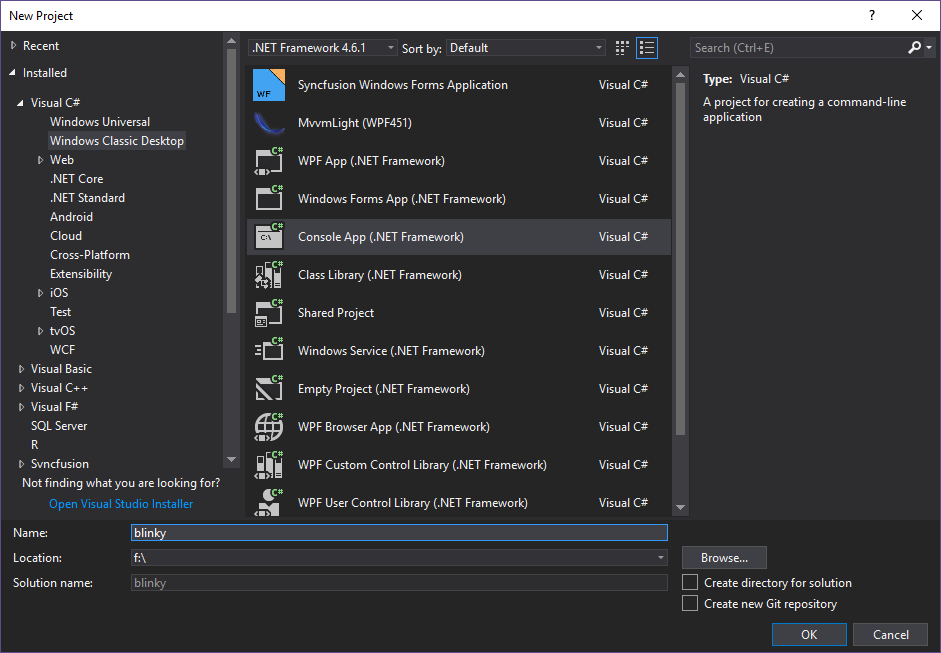 New Project
?
Recent
Installed
Visual C#
Windows Universal
Windows Classic Desktop
Web
.NET Core
.NET Standard
Android
Cloud
Cross-Platform
Extensibility
iOS
Test
tvOS
WCF
Visual Basic
Visual C++
Visual F#
SQL Server
R
Syncfusion
Not finding what you are looking for?
Open Visual Studio Installer
.NET Framework 4.6.1
Sort by: Default
WF Syncfusion Windows Forms Application Visual C#
MvvmLight (WPF451) Visual C#
C# WPF App (.NET Framework) Visual C#
C# Windows Forms App (.NET Framework) Visual C#
C# C:\ Console App (.NET Framework) Visual C#
C# Class Library (.NET Framework) Visual C#
C# Shared Project Visual C#
C# Windows Service (.NET Framework) Visual C#
C# Empty Project (.NET Framework) Visual C#
C# WPF Browser App (.NET Framework) Visual C#
C# WPF Custom Control Library (.NET Framework) Visual C#
C# WPF User Control Library (.NET Framework) Visual C#
Search (Ctrl+E)
Type: Visual C#
A project for creating a command-line
application
Name: blinky
Location: f:\
Browse...
Solution name: blinky
Create directory for solution
Create new Git repository
OK
Cancel